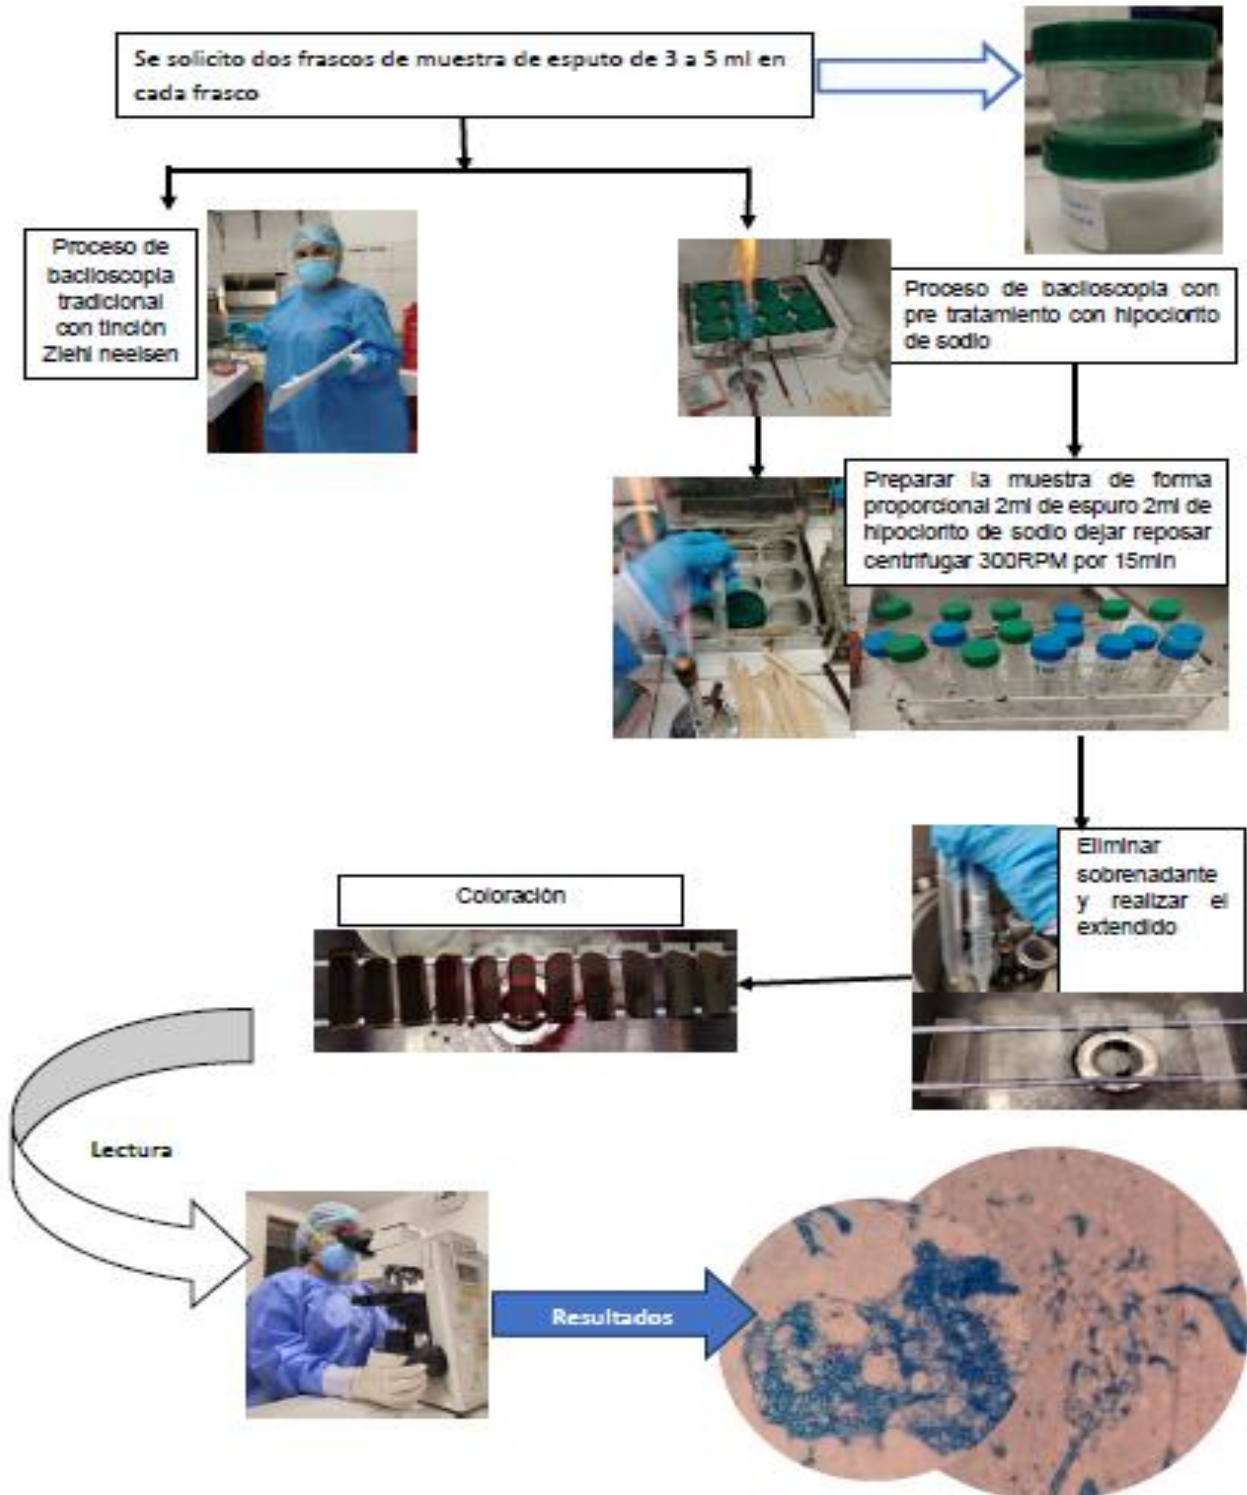 Se solicito dos frascos de muestra de esputo de 3 a 5 ml en
cada frasco
Proceso de
baciloscopia
tradicional
con tinción
Ziehl neelsen
Proceso de baciloscopia con
pre tratamiento con hipoclorito
de sodio
Preparar la muestra de forma
proporcional 2ml de espuro 2ml de
hipoclorito de sodio dejar reposar
centrifugar 300RPM por 15min
Eliminar
sobrenadante
y realizar el
extendido
Coloración
Lectura
Resultados